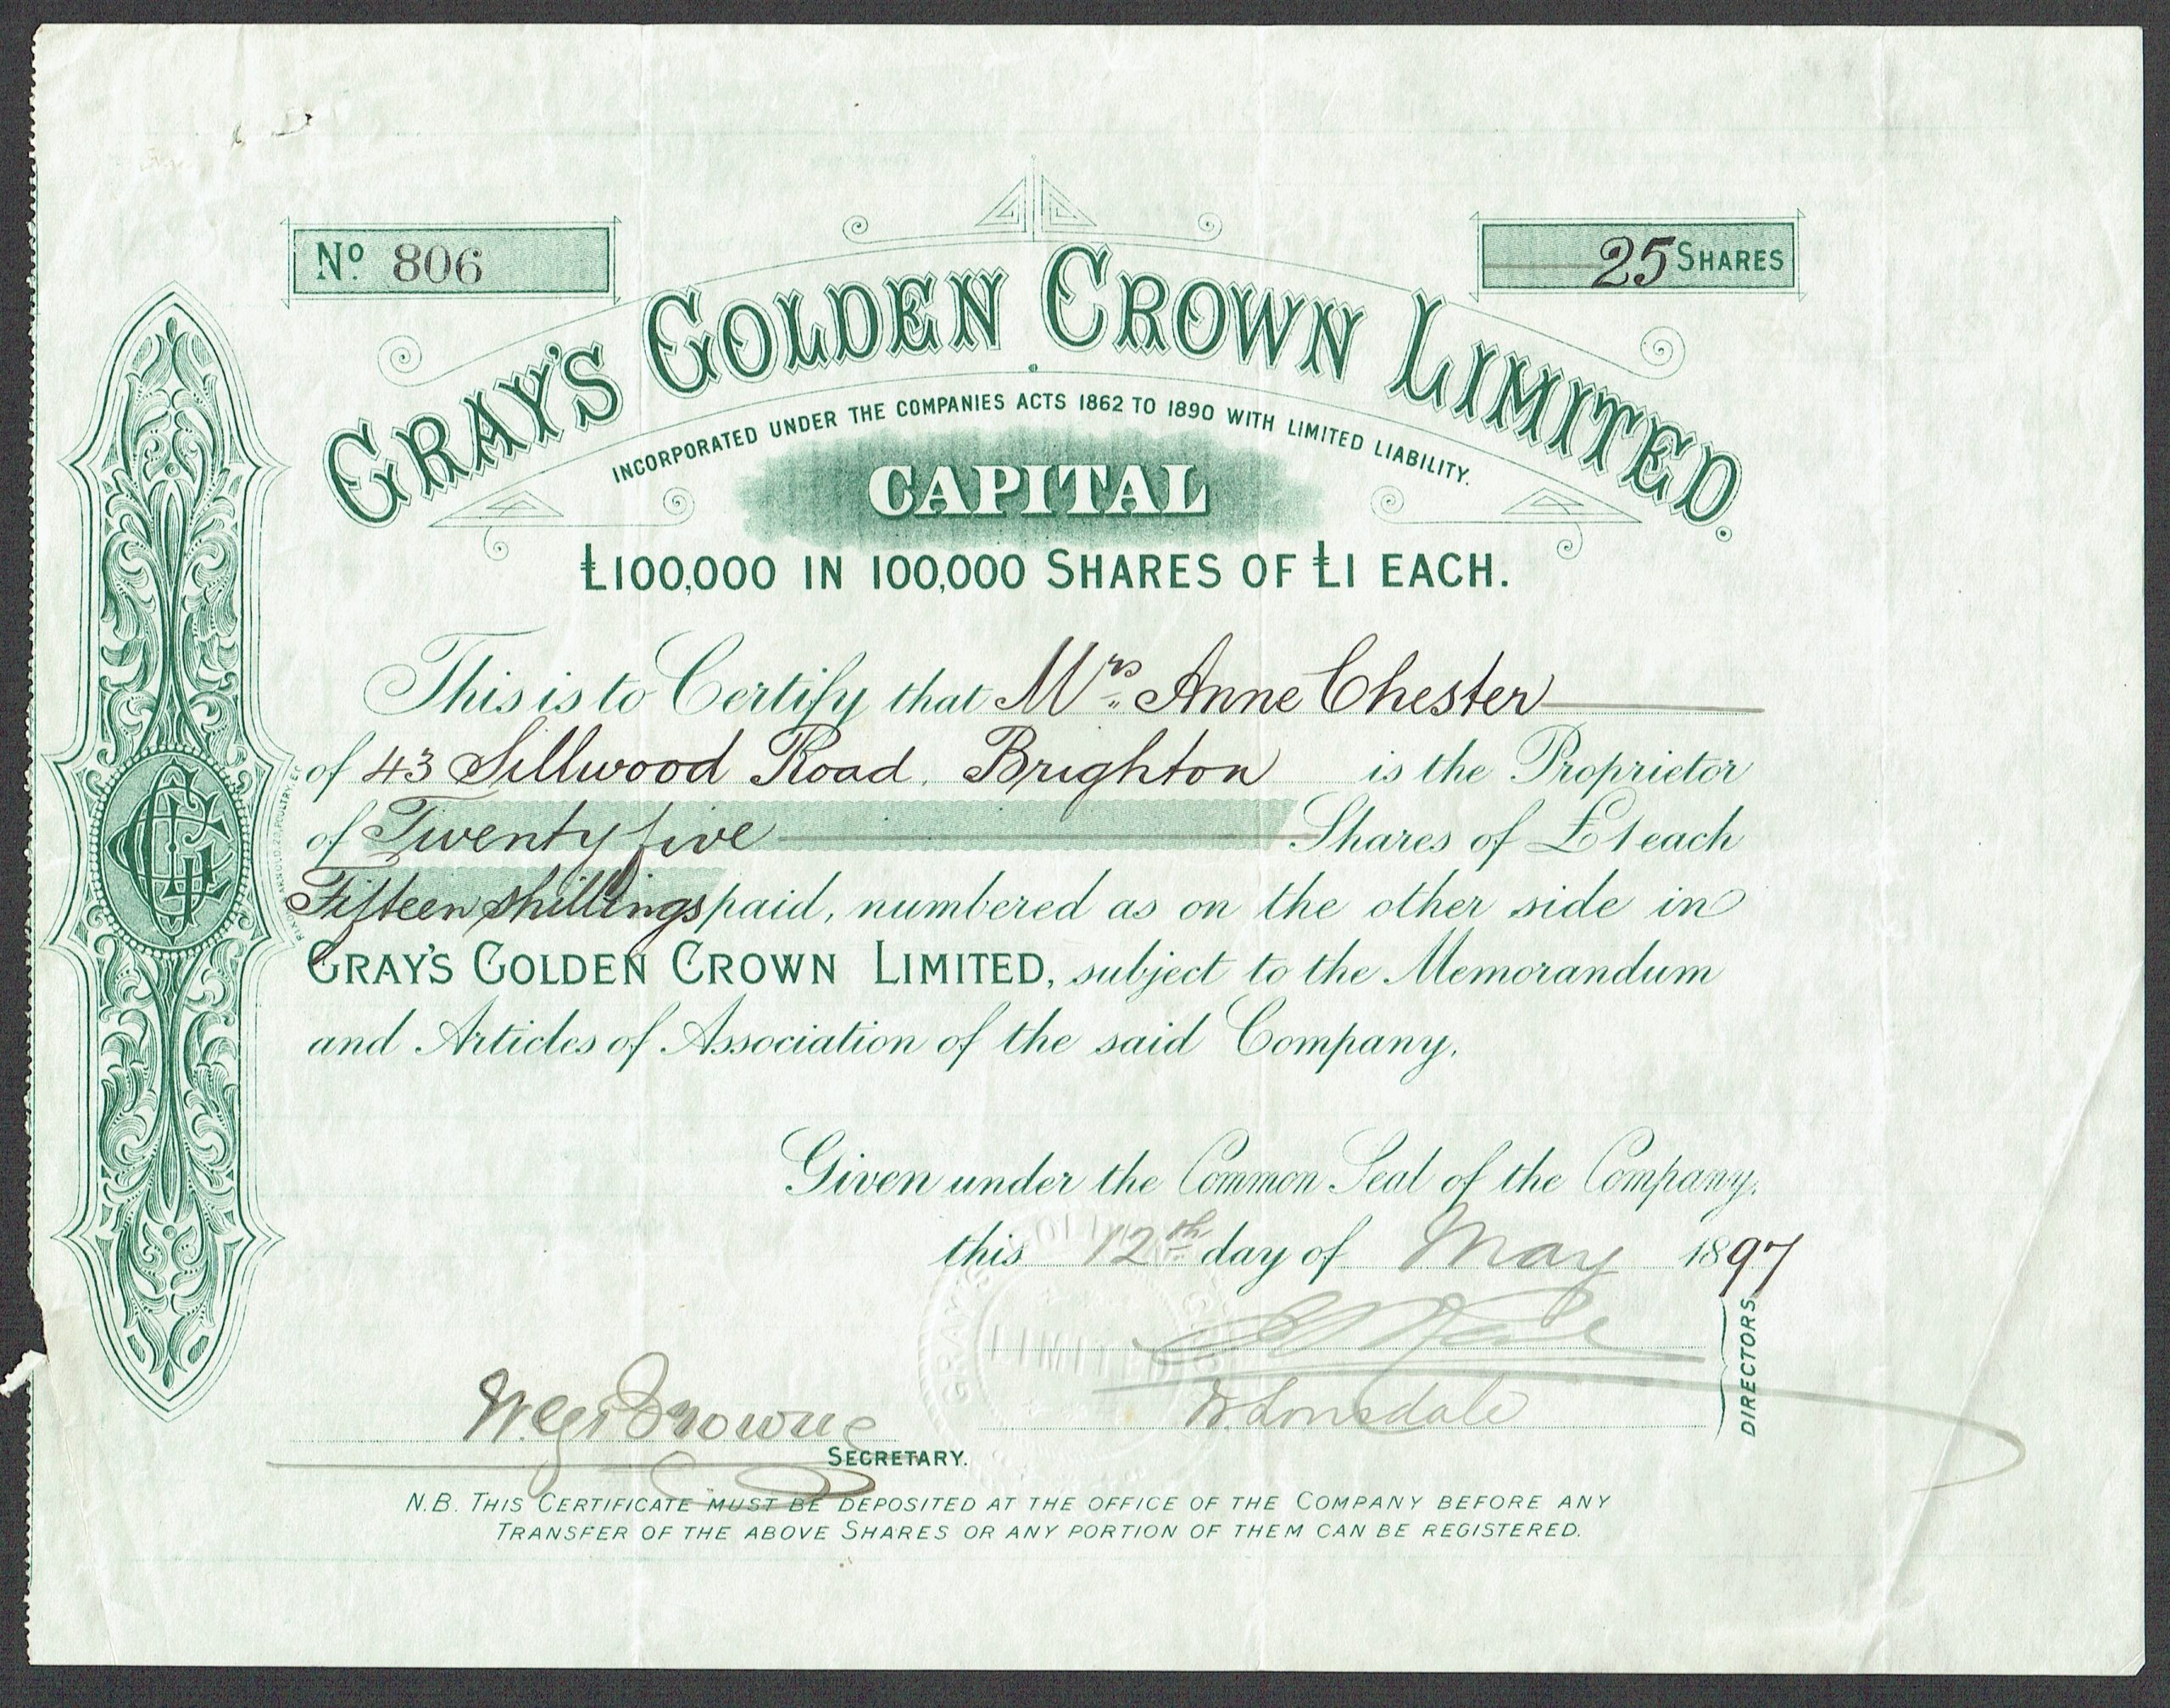 No. 806
25 SHARES
GRAY'S GOLDEN CROWN LIMITED.
INCORPORATED UNDER THE COMPANIES ACTS 1862 TO 1890 WITH LIMITED LIABILITY.
CAPITAL
£100,000 IN 100,000 SHARES OF £1 EACH.
This is to Certify that Mrs. Anne Chester
of 43 Sillwood Road, Brighton is the Proprietor
of Twenty five Shares of £1 each
Fifteen shillings paid, numbered as on the other side in
GRAY'S GOLDEN CROWN LIMITED, subject to the Memorandum
and Articles of Association of the said Company.
Given under the Common Seal of the Company,
this 12th day of May 1897
LIMITED
DIRECTORS
Lonsdale
Browne
SECRETARY.
N.B. THIS CERTIFICATE MUST BE DEPOSITED AT THE OFFICE OF THE COMPANY BEFORE ANY
TRANSFER OF THE ABOVE SHARES OR ANY PORTION OF THEM CAN BE REGISTERED.